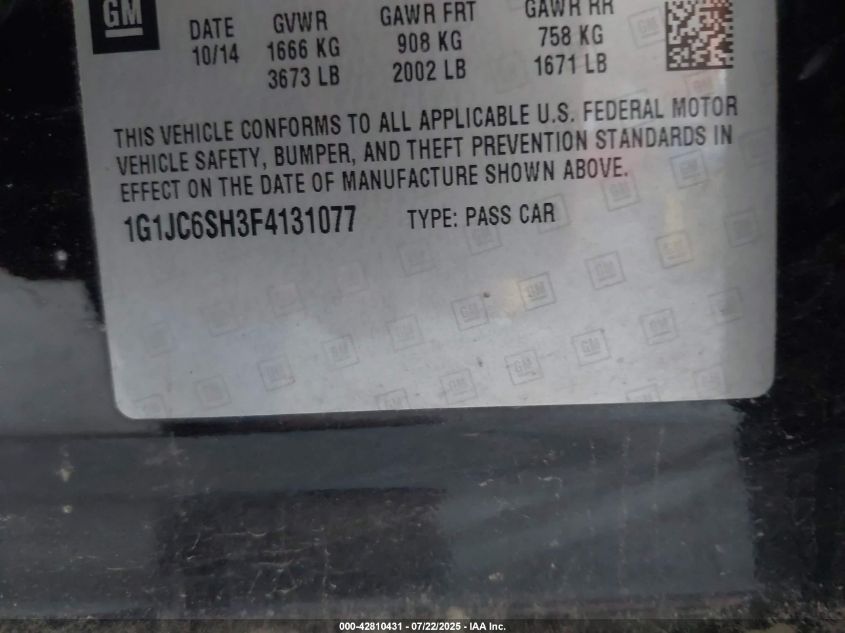 GM
DATE GVWR GAWR FRT GAWR RR
10/14 1666 KG 908 KG 758 KG
3673 LB 2002 LB 1671 LB
THIS VEHICLE CONFORMS TO ALL APPLICABLE U.S. FEDERAL MOTOR
VEHICLE SAFETY, BUMPER, AND THEFT PREVENTION STANDARDS IN
EFFECT ON THE DATE OF MANUFACTURE SHOWN ABOVE.
1G1JC6SH3F4131077 TYPE: PASS CAR
000-42810431 - 07/22/2025 - IAA Inc.